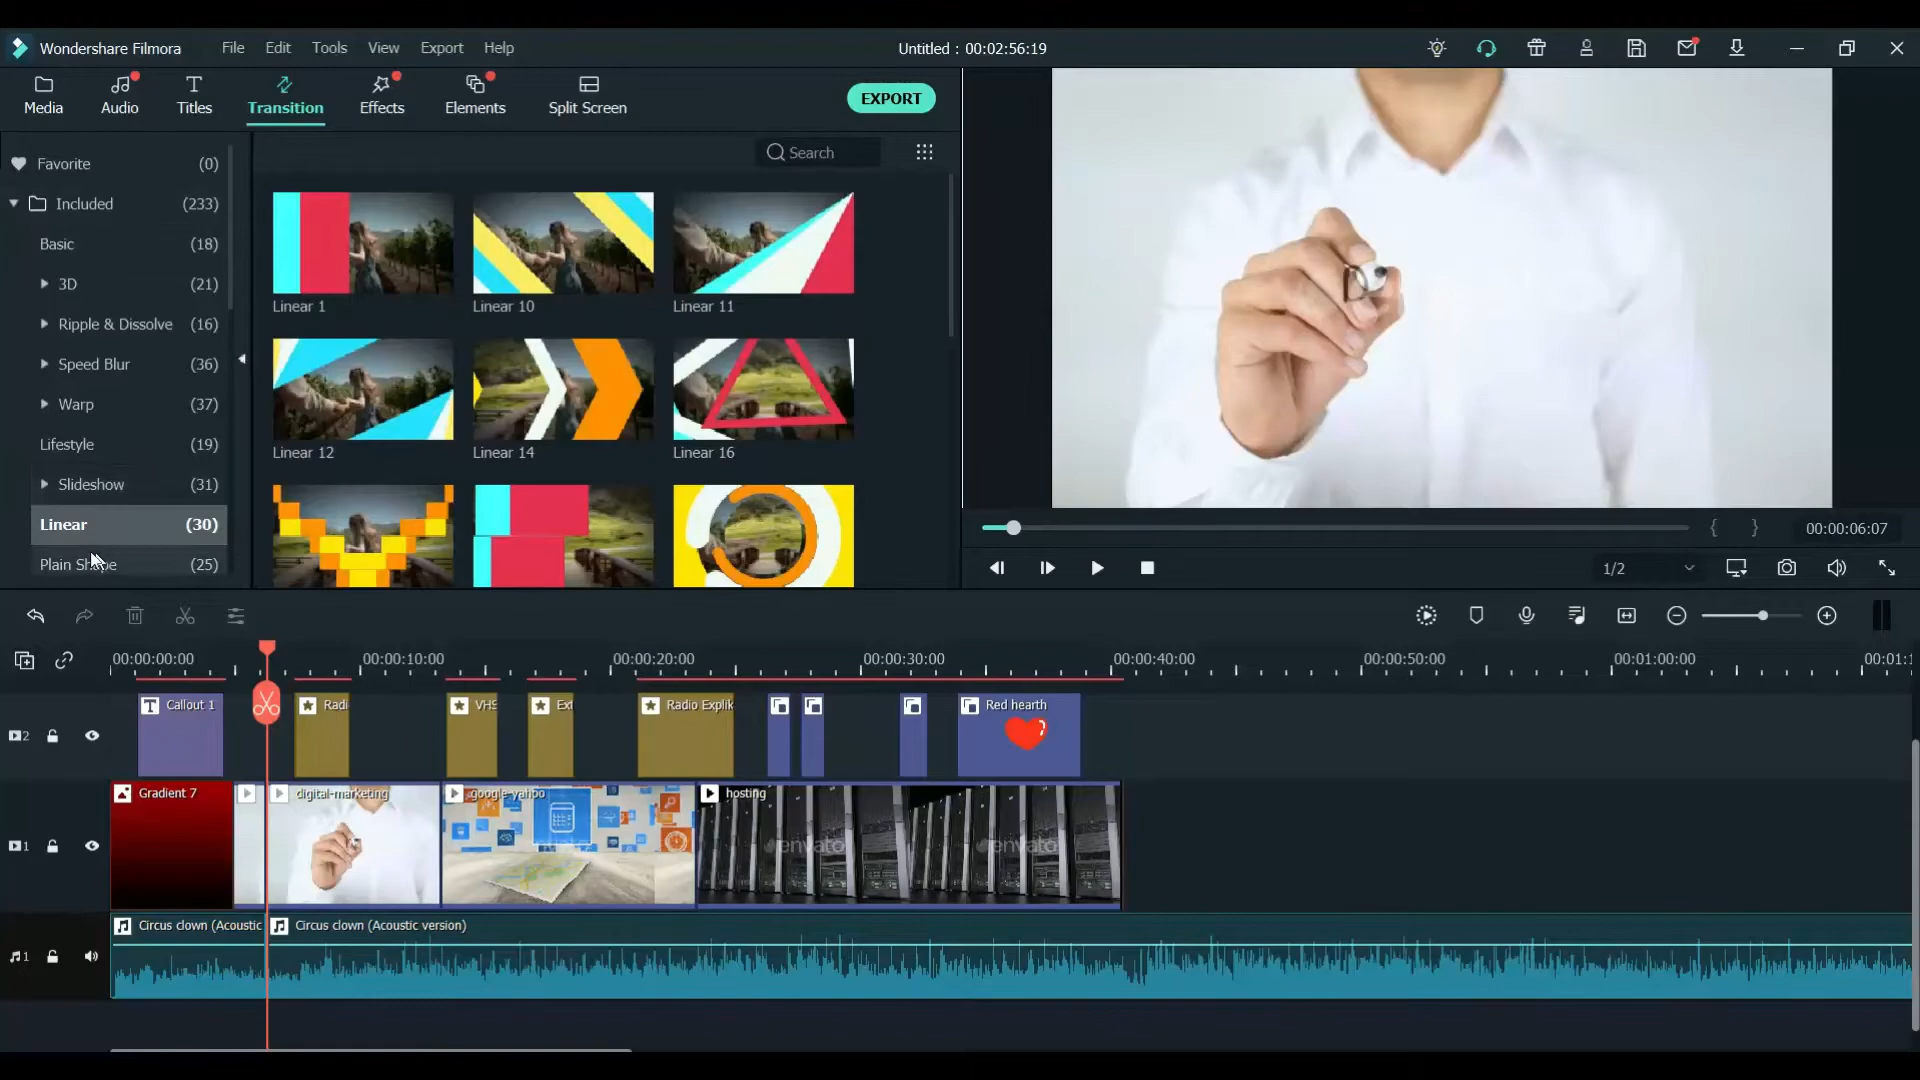 Wondershare Filmora
File
Edit
Tools
View
Export
Help
Untitled : 00:02:56:19
Media
Audio
Titles
Transition
Effects
Elements
Split Screen
EXPORT
Favorite (0)
Included (233)
Basic (18)
3D (21)
Ripple & Dissolve (16)
Speed Blur (36)
Warp (37)
Lifestyle (19)
Slideshow (31)
Linear (30)
Plain Shape (25)
Search
Linear 1
Linear 10
Linear 11
Linear 12
Linear 14
Linear 16
00:00:06:07
1/2
00:00:00:00
00:00:10:00
00:00:20:00
00:00:30:00
00:00:40:00
00:00:50:00
00:01:00:00
00:01:1
2
T Callout 1
Radi
VHS
Ext
Radio Explik
Red hearth
1
Gradient 7
digital-marketing
google-yahoo
hosting
envato
envato
1
Circus clown (Acoustic
Circus clown (Acoustic version)